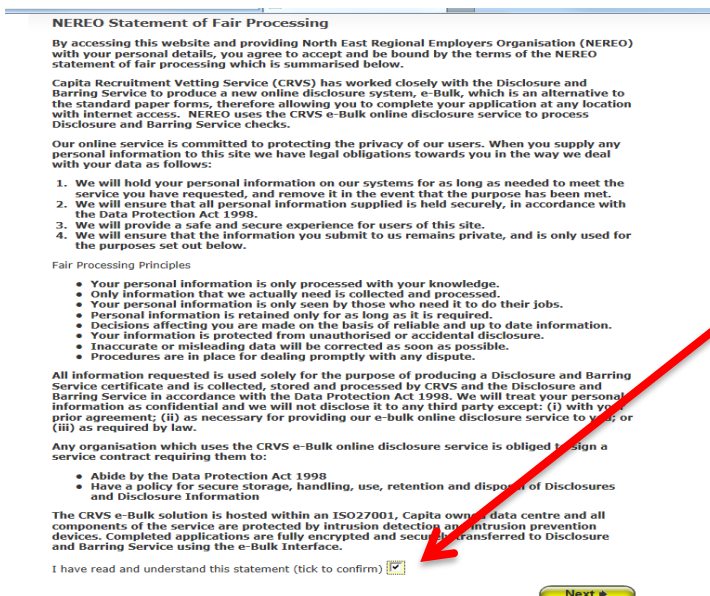 NEREO Statement of Fair Processing
By accessing this website and providing North East Regional Employers Organisation (NEREO)
with your personal details, you agree to accept and be bound by the terms of the NEREO
statement of fair processing which is summarised below.
Capita Recruitment Vetting Service (CRVS) has worked closely with the Disclosure and
Barring Service to produce a new online disclosure system, e-Bulk, which is an alternative to
the standard paper forms, therefore allowing you to complete your application at any location
with internet access. NEREO uses the CRVS e-Bulk online disclosure service to process
Disclosure and Barring Service checks.
Our online service is committed to protecting the privacy of our users. When you supply any
personal information to this site we have legal obligations towards you in the way we deal
with your data as follows:
1. We will hold your personal information on our systems for as long as needed to meet the
service you have requested, and remove it in the event that the purpose has been met.
2. We will ensure that all personal information supplied is held securely, in accordance with
the Data Protection Act 1998.
3. We will provide a safe and secure experience for users of this site.
4. We will ensure that the information you submit to us remains private, and is only used for
the purposes set out below.
Fair Processing Principles
• Your personal information is only processed with your knowledge.
• Only information that we actually need is collected and processed.
• Your personal information is only seen by those who need it to do their jobs.
• Personal information is retained only for as long as it is required.
• Decisions affecting you are made on the basis of reliable and up to date information.
• Your information is protected from unauthorised or accidental disclosure.
• Inaccurate or misleading data will be corrected as soon as possible.
• Procedures are in place for dealing promptly with any dispute.
All information requested is used solely for the purpose of producing a Disclosure and Barring
Service certificate and is collected, stored and processed by CRVS and the Disclosure and
Barring Service in accordance with the Data Protection Act 1998. We will treat your personal
information as confidential and we will not disclose it to any third party except: (i) with your
prior agreement; (ii) as necessary for providing our e-bulk online disclosure service to you; or
(iii) as required by law.
Any organisation which uses the CRVS e-Bulk online disclosure service is obliged to sign a
service contract requiring them to:
• Abide by the Data Protection Act 1998
• Have a policy for secure storage, handling, use, retention and disposal of Disclosures
and Disclosure Information
The CRVS e-Bulk solution is hosted within an ISO27001, Capita owned data centre and all
components of the service are protected by intrusion detection and intrusion prevention
devices. Completed applications are fully encrypted and securely transferred to Disclosure
and Barring Service using the e-Bulk Interface.
I have read and understand this statement (tick to confirm)
Next